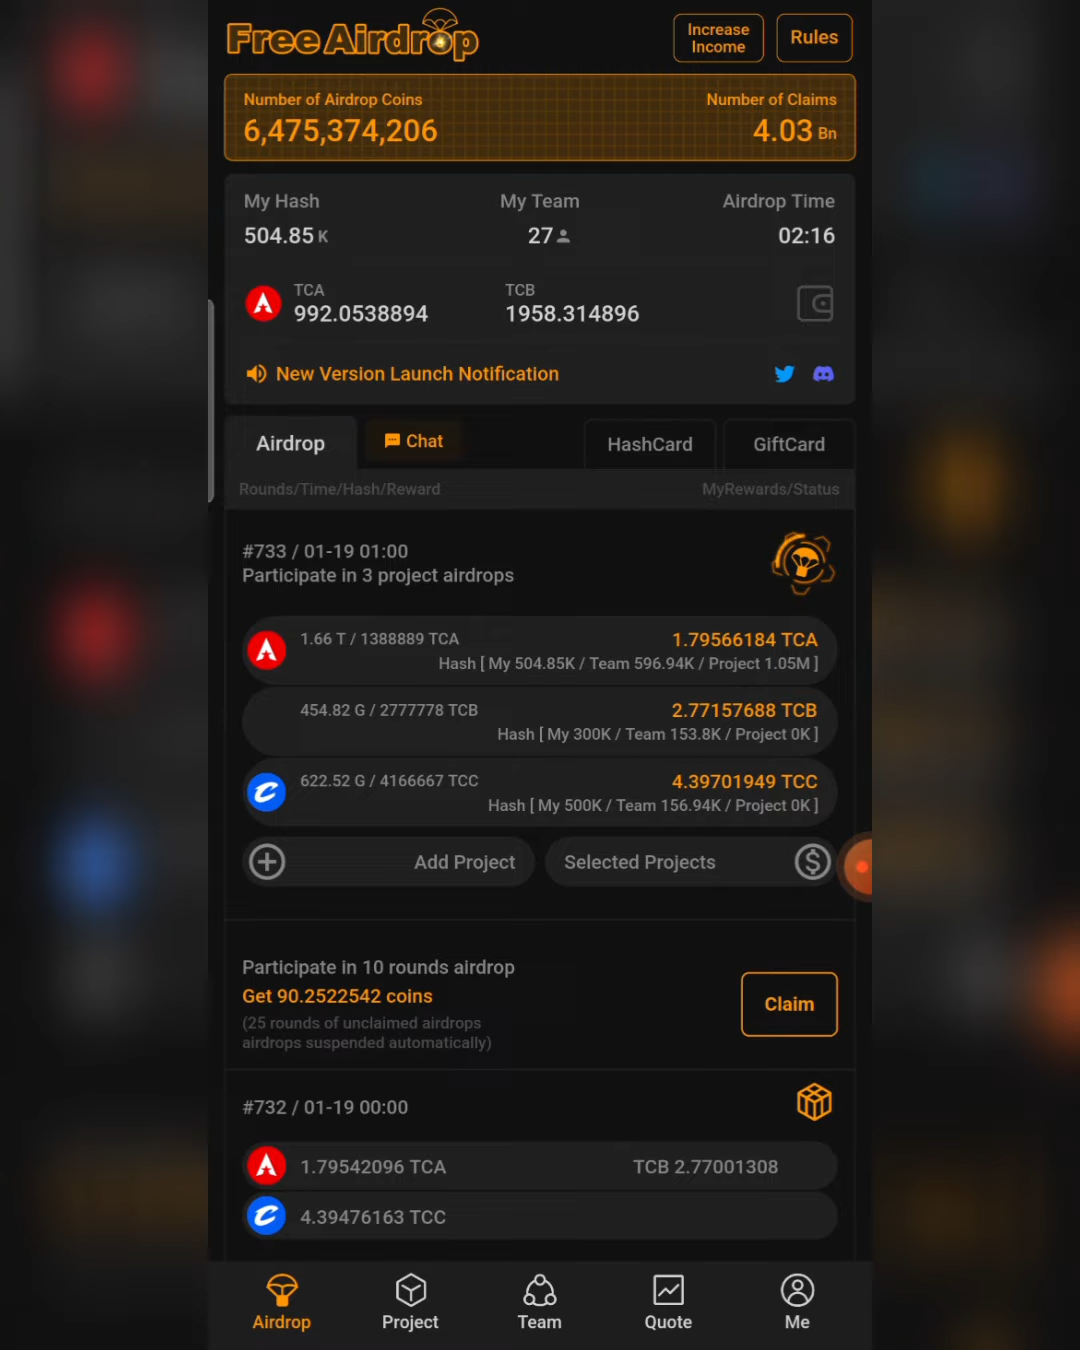 Free Airdrop
Increase
Income
Rules
Number of Airdrop Coins
Number of Claims
6,475,374,206
4.03 Bn
My Hash
My Team
Airdrop Time
504.85 K
27
02:16
TCA
992.0538894
TCB
1958.314896
New Version Launch Notification
Airdrop
Chat
HashCard
GiftCard
Rounds/Time/Hash/Reward
MyRewards/Status
#733 / 01-19 01:00
Participate in 3 project airdrops
1.66 T / 1388889 TCA
1.79566184 TCA
Hash [ My 504.85K / Team 596.94K / Project 1.05M ]
454.82 G / 2777778 TCB
2.77157688 TCB
Hash [ My 300K / Team 153.8K / Project 0K ]
622.52 G / 4166667 TCC
4.39701949 TCC
Hash [ My 500K / Team 156.94K / Project 0K ]
Add Project
Selected Projects
Participate in 10 rounds airdrop
Get 90.2522542 coins
(25 rounds of unclaimed airdrops
airdrops suspended automatically)
Claim
#732 / 01-19 00:00
1.79542096 TCA
TCB 2.77001308
4.39476163 TCC
Airdrop
Project
Team
Quote
Me